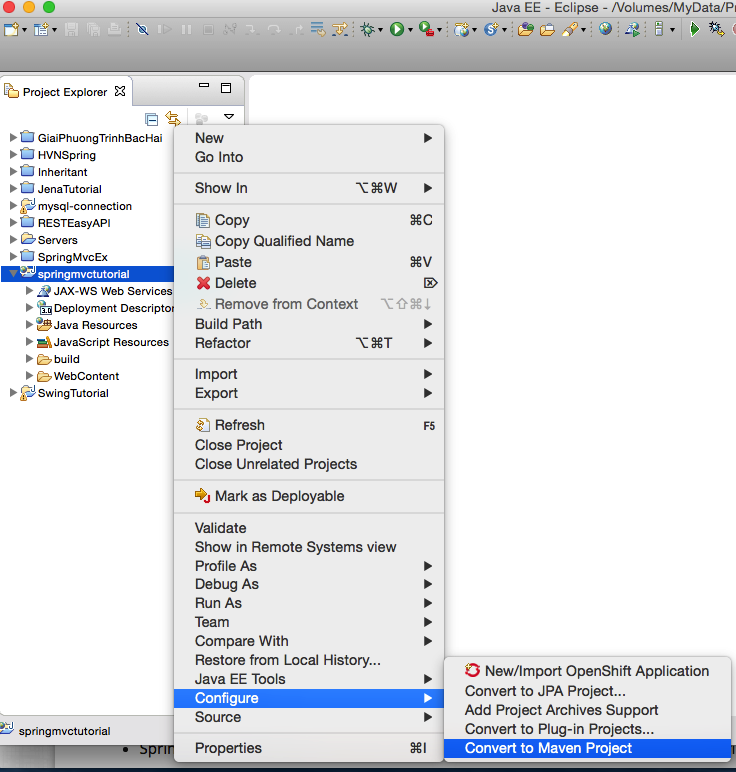 Java EE - Eclipse - /Volumes/MyData/Pr
Project Explorer
GiaiPhuongTrinhBacHai
HVNSpring
Inheritant
JenaTutorial
mysql-connection
RESTEasyAPI
Servers
SpringMvcEx
springmvctutorial
JAX-WS Web Services
3.0 Deployment Descriptor
Java Resources
JavaScript Resources
build
WebContent
SwingTutorial
New
Go Into
Show In ⌥⌘W
Copy ⌘C
Copy Qualified Name
Paste ⌘V
Delete ⌦
Remove from Context ⌥⇧⌘↓
Build Path
Refactor ⌥⌘T
Import
Export
Refresh F5
Close Project
Close Unrelated Projects
Mark as Deployable
Validate
Show in Remote Systems view
Profile As
Debug As
Run As
Team
Compare With
Restore from Local History...
Java EE Tools
Configure
Source
Properties ⌘I
New/Import OpenShift Application
Convert to JPA Project...
Add Project Archives Support
Convert to Plug-in Projects...
Convert to Maven Project
springmvctutorial
• Sprin